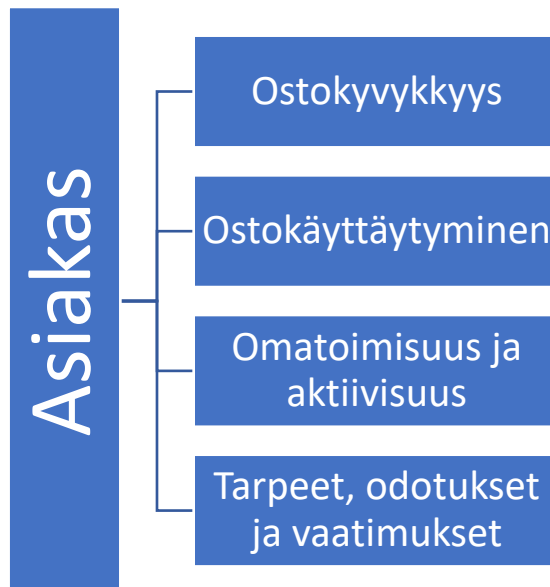 Asiakas
Ostokyvykkyys
Ostokäyttäytyminen
Omatoimisuus ja
aktiivisuus
Tarpeet, odotukset
ja vaatimukset